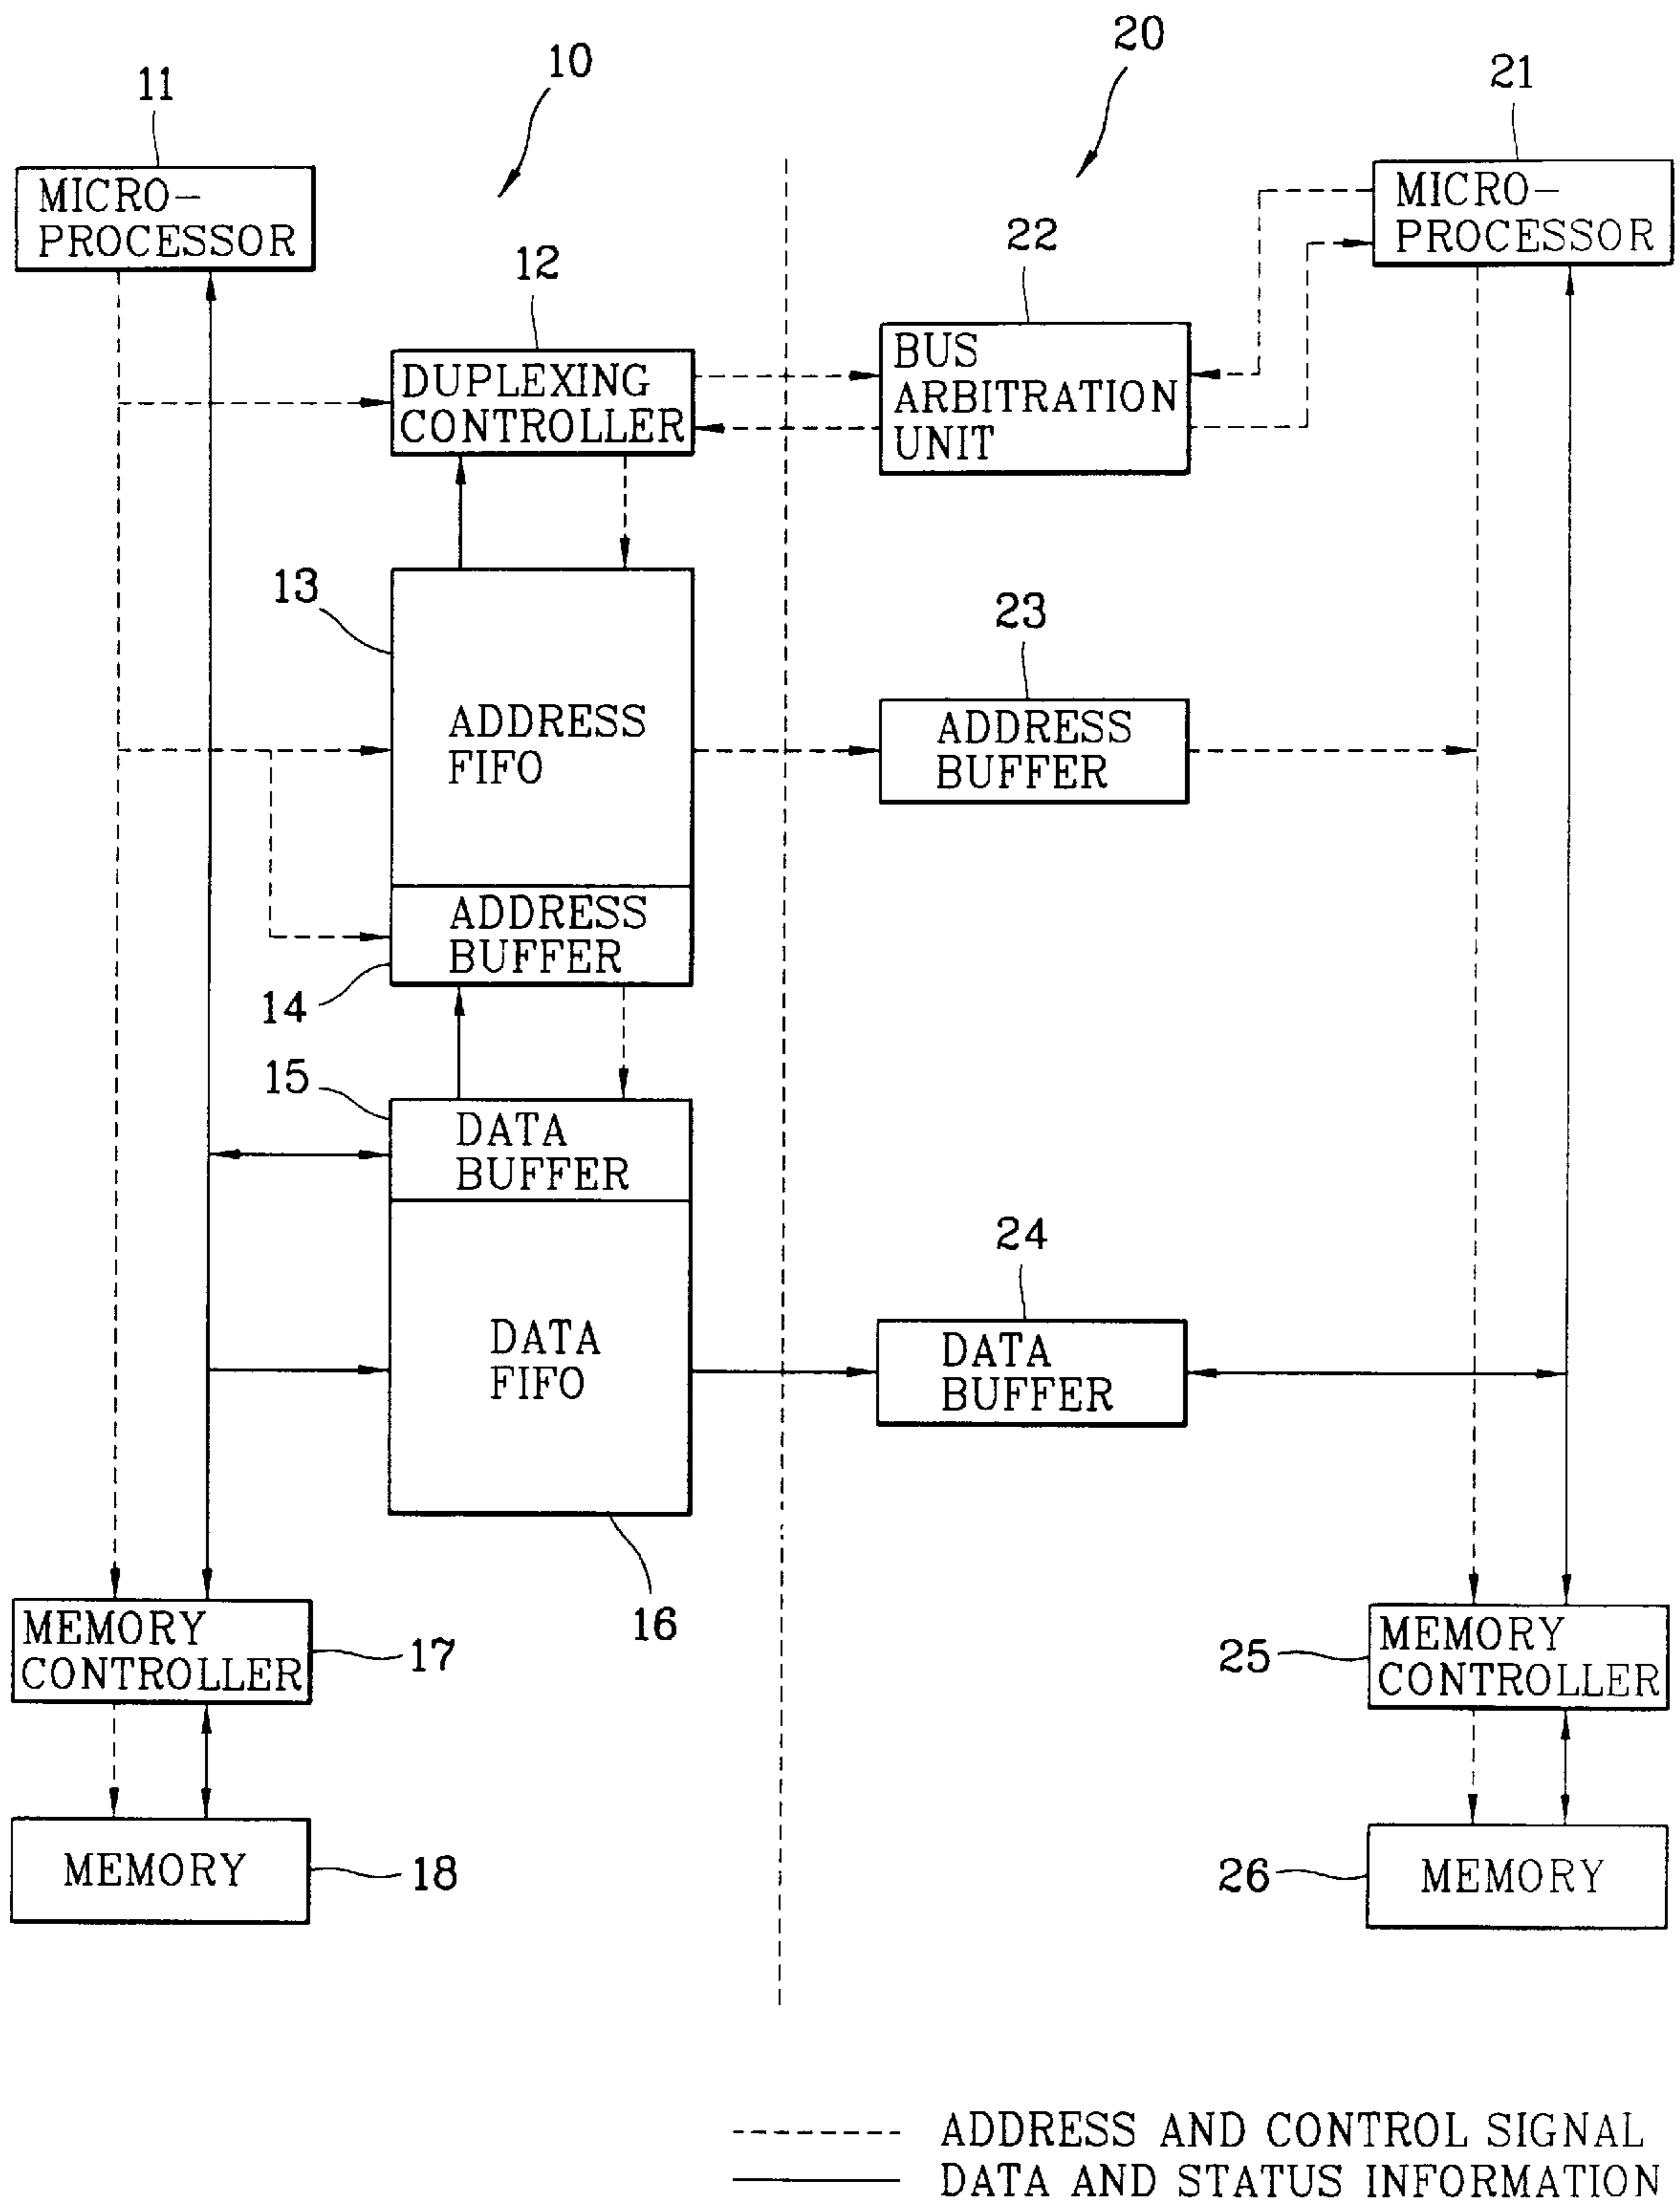 10
20
11
21
MICRO-
PROCESSOR
MICRO-
PROCESSOR
12
22
DUPLEXING
CONTROLLER
BUS
ARBITRATION
UNIT
13
23
ADDRESS
FIFO
ADDRESS
BUFFER
ADDRESS
BUFFER
14
15
DATA
BUFFER
24
DATA
FIFO
DATA
BUFFER
16
MEMORY
CONTROLLER
17
25
MEMORY
CONTROLLER
MEMORY
18
26
MEMORY
ADDRESS AND CONTROL SIGNAL
DATA AND STATUS INFORMATION